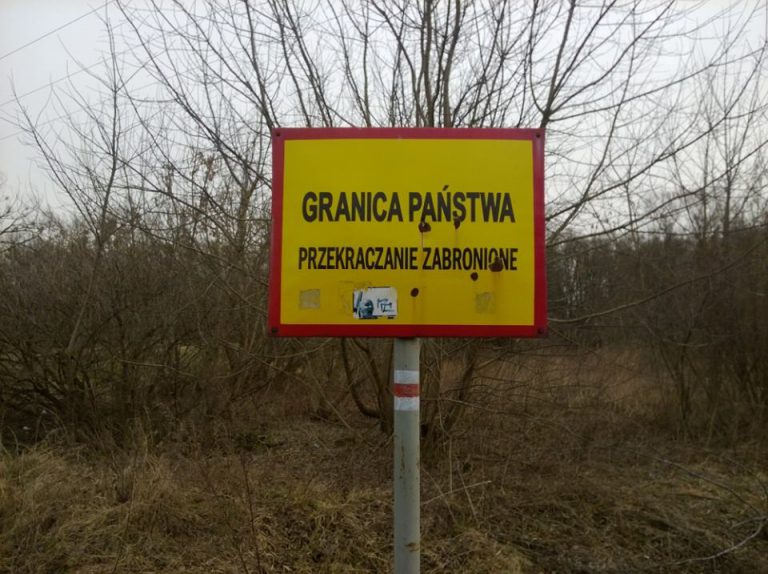 GRANICA PAŃSTWA
PRZEKRACZANIE ZABRONIONE